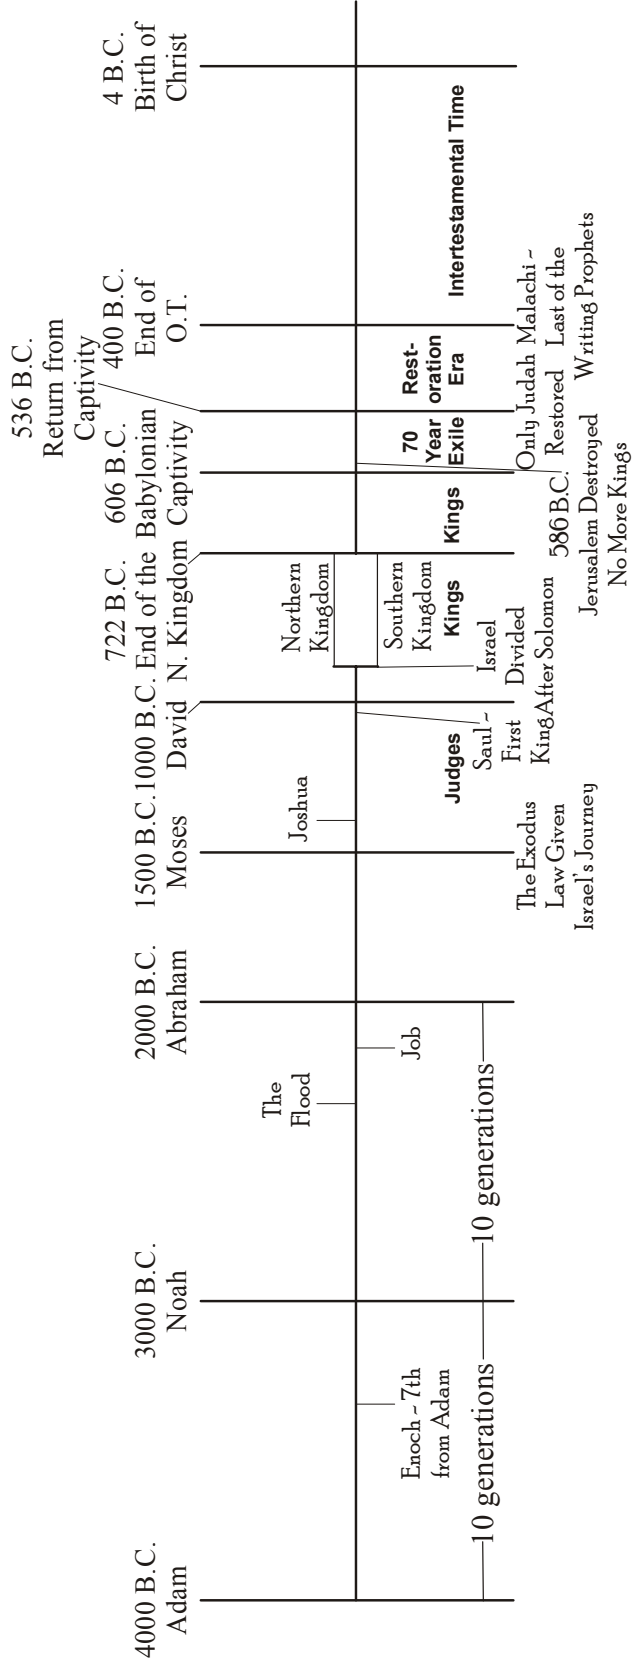 4000 B.C.
Adam
3000 B.C.
Noah
2000 B.C.
Abraham
1500 B.C.
Moses
1000 B.C.
David
722 B.C.
End of the
N. Kingdom
606 B.C.
Babylonian
Captivity
536 B.C.
Return from
Captivity
400 B.C.
End of
O.T.
4 B.C.
Birth of
Christ
The
Flood
Joshua
Northern
Kingdom
Southern
Kingdom
Enoch ~ 7th
from Adam
Job
10 generations
10 generations
Judges
Kings
Kings
70
Year
Exile
Rest-
oration
Era
Intertestamental Time
Saul ~
First
King
Israel
Divided
After Solomon
The Exodus
Law Given
Israel's Journey
586 B.C.
Jerusalem Destroyed
No More Kings
Only Judah
Restored
Malachi ~
Last of the
Writing Prophets